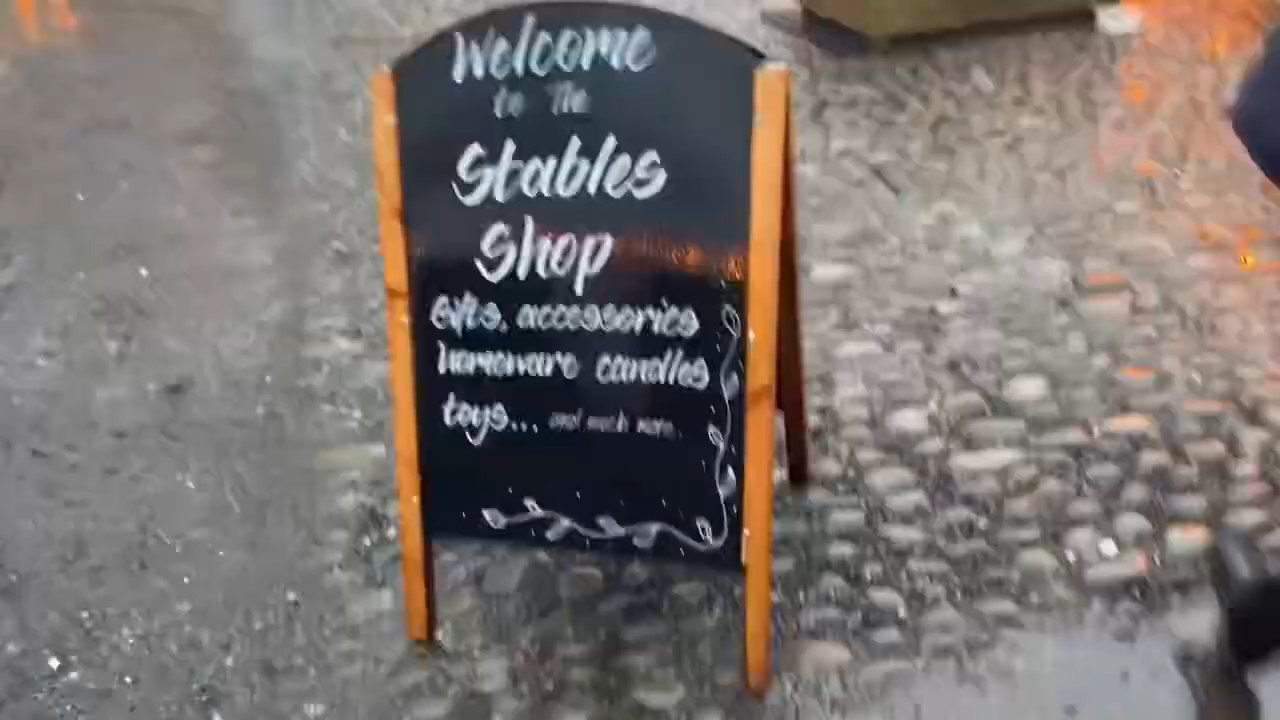 Welcome
to The
Stables
Shop
Gifts, accessories
homeware candles
toys... and much more..